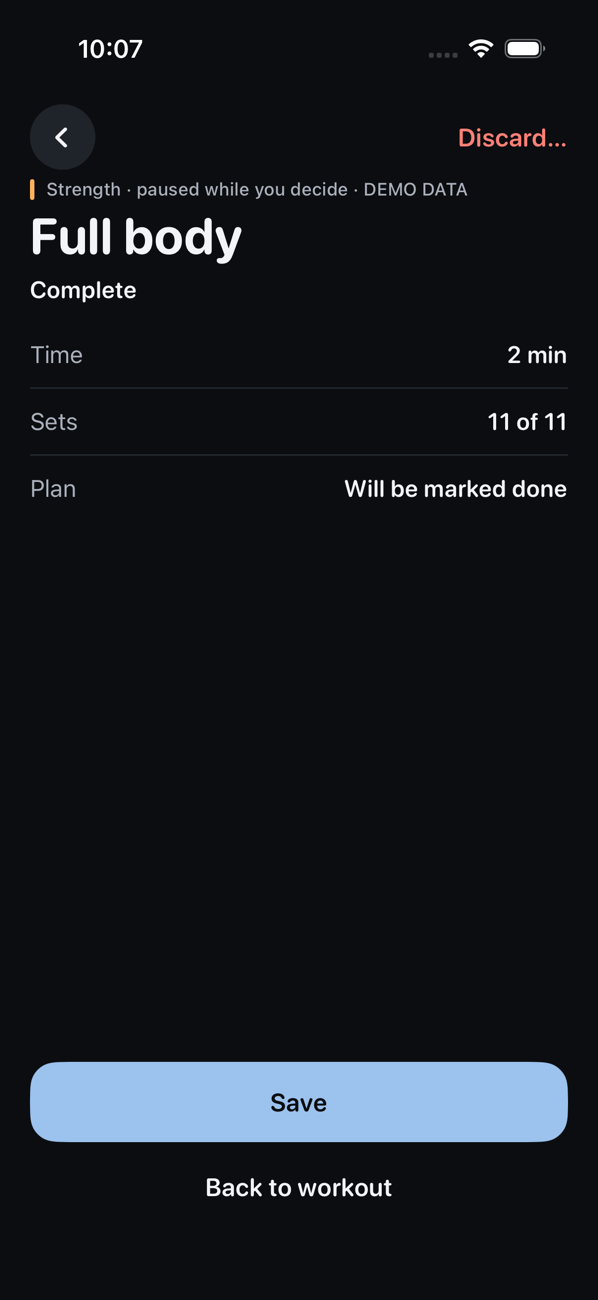 10:07
Discard...
Strength · paused while you decide · DEMO DATA
Full body
Complete
Time 2 min
Sets 11 of 11
Plan Will be marked done
Save
Back to workout